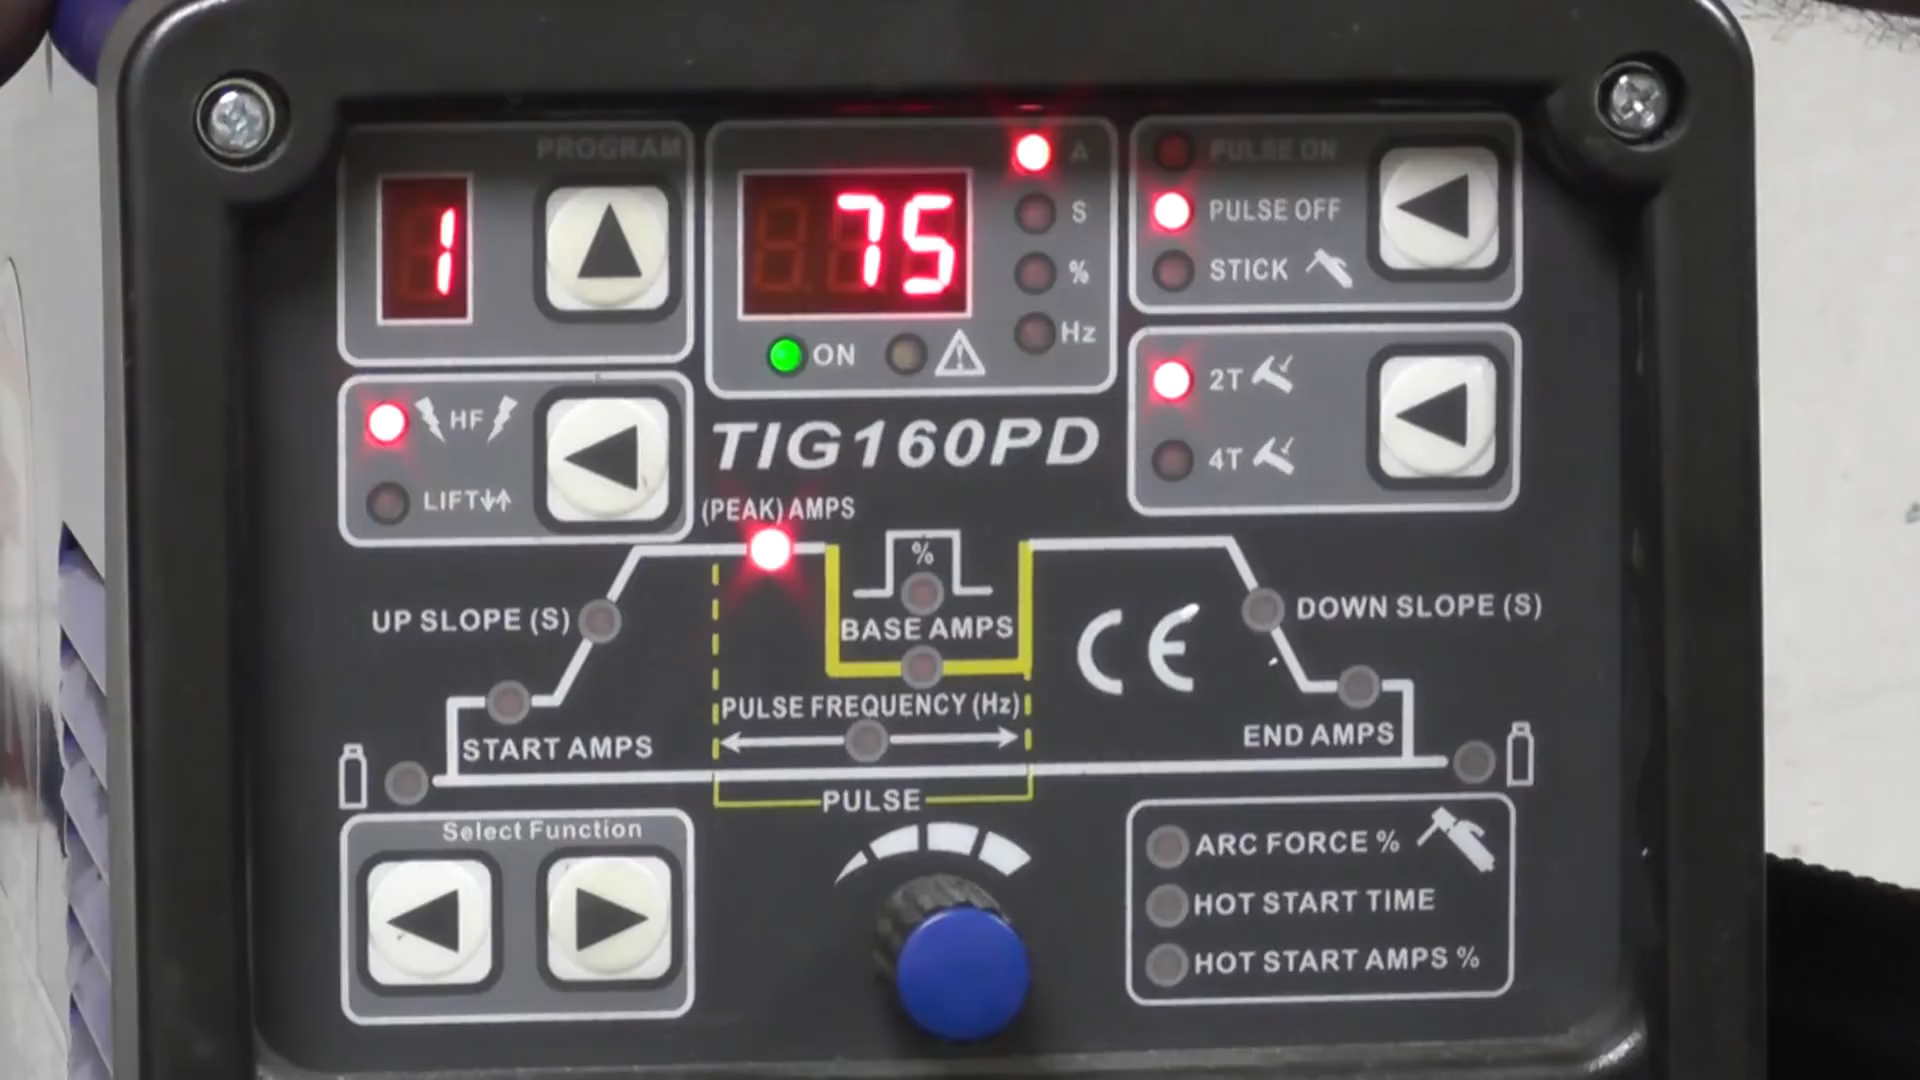 PROGRAM
1
75
A
S
%
Hz
ON
PULSE ON
PULSE OFF
STICK
HF
LIFT
2T
4T
TIG160PD
(PEAK) AMPS
%
BASE AMPS
UP SLOPE (S)
DOWN SLOPE (S)
CE
PULSE FREQUENCY (Hz)
START AMPS
END AMPS
PULSE
Select Function
ARC FORCE %
HOT START TIME
HOT START AMPS %